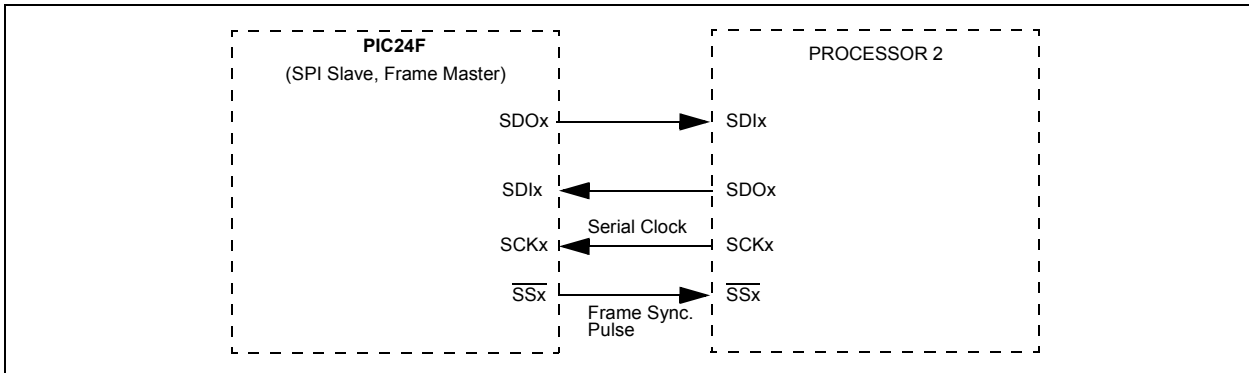 PIC24F
(SPI Slave, Frame Master)
PROCESSOR 2
SDOx
SDIx
SDIx
SDOx
Serial Clock
SCKx
SCKx
SSx
SSx
Frame Sync.
Pulse